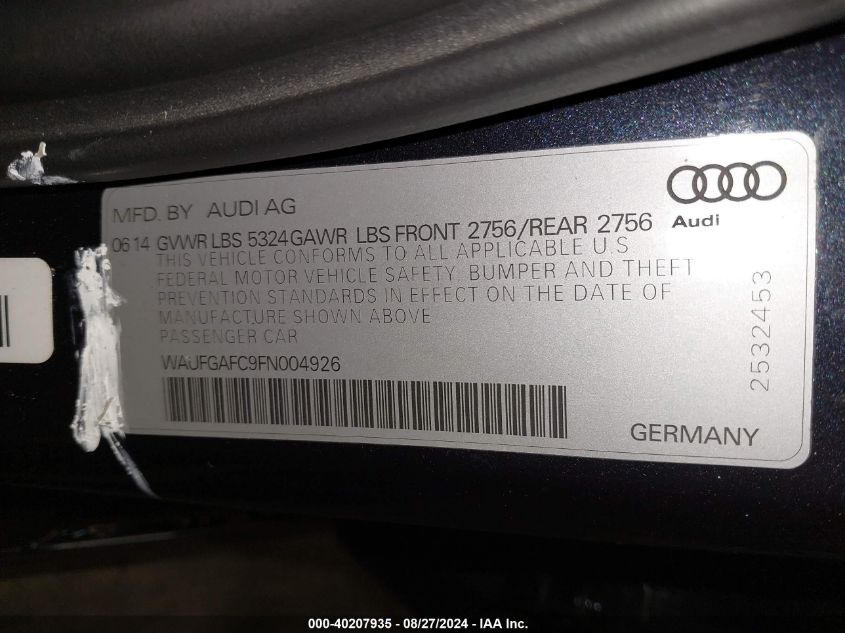 MFD. BY AUDI AG
Audi
06 14 GVWR LBS 5324 GAWR LBS FRONT 2756/REAR 2756
THIS VEHICLE CONFORMS TO ALL APPLICABLE U.S
FEDERAL MOTOR VEHICLE SAFETY, BUMPER AND THEFT
PREVENTION STANDARDS IN EFFECT ON THE DATE OF
MANUFACTURE SHOWN ABOVE
PASSENGER CAR
WAUFGAFC9FN004926
2532453
GERMANY
000-40207935 - 08/27/2024 - IAA Inc.